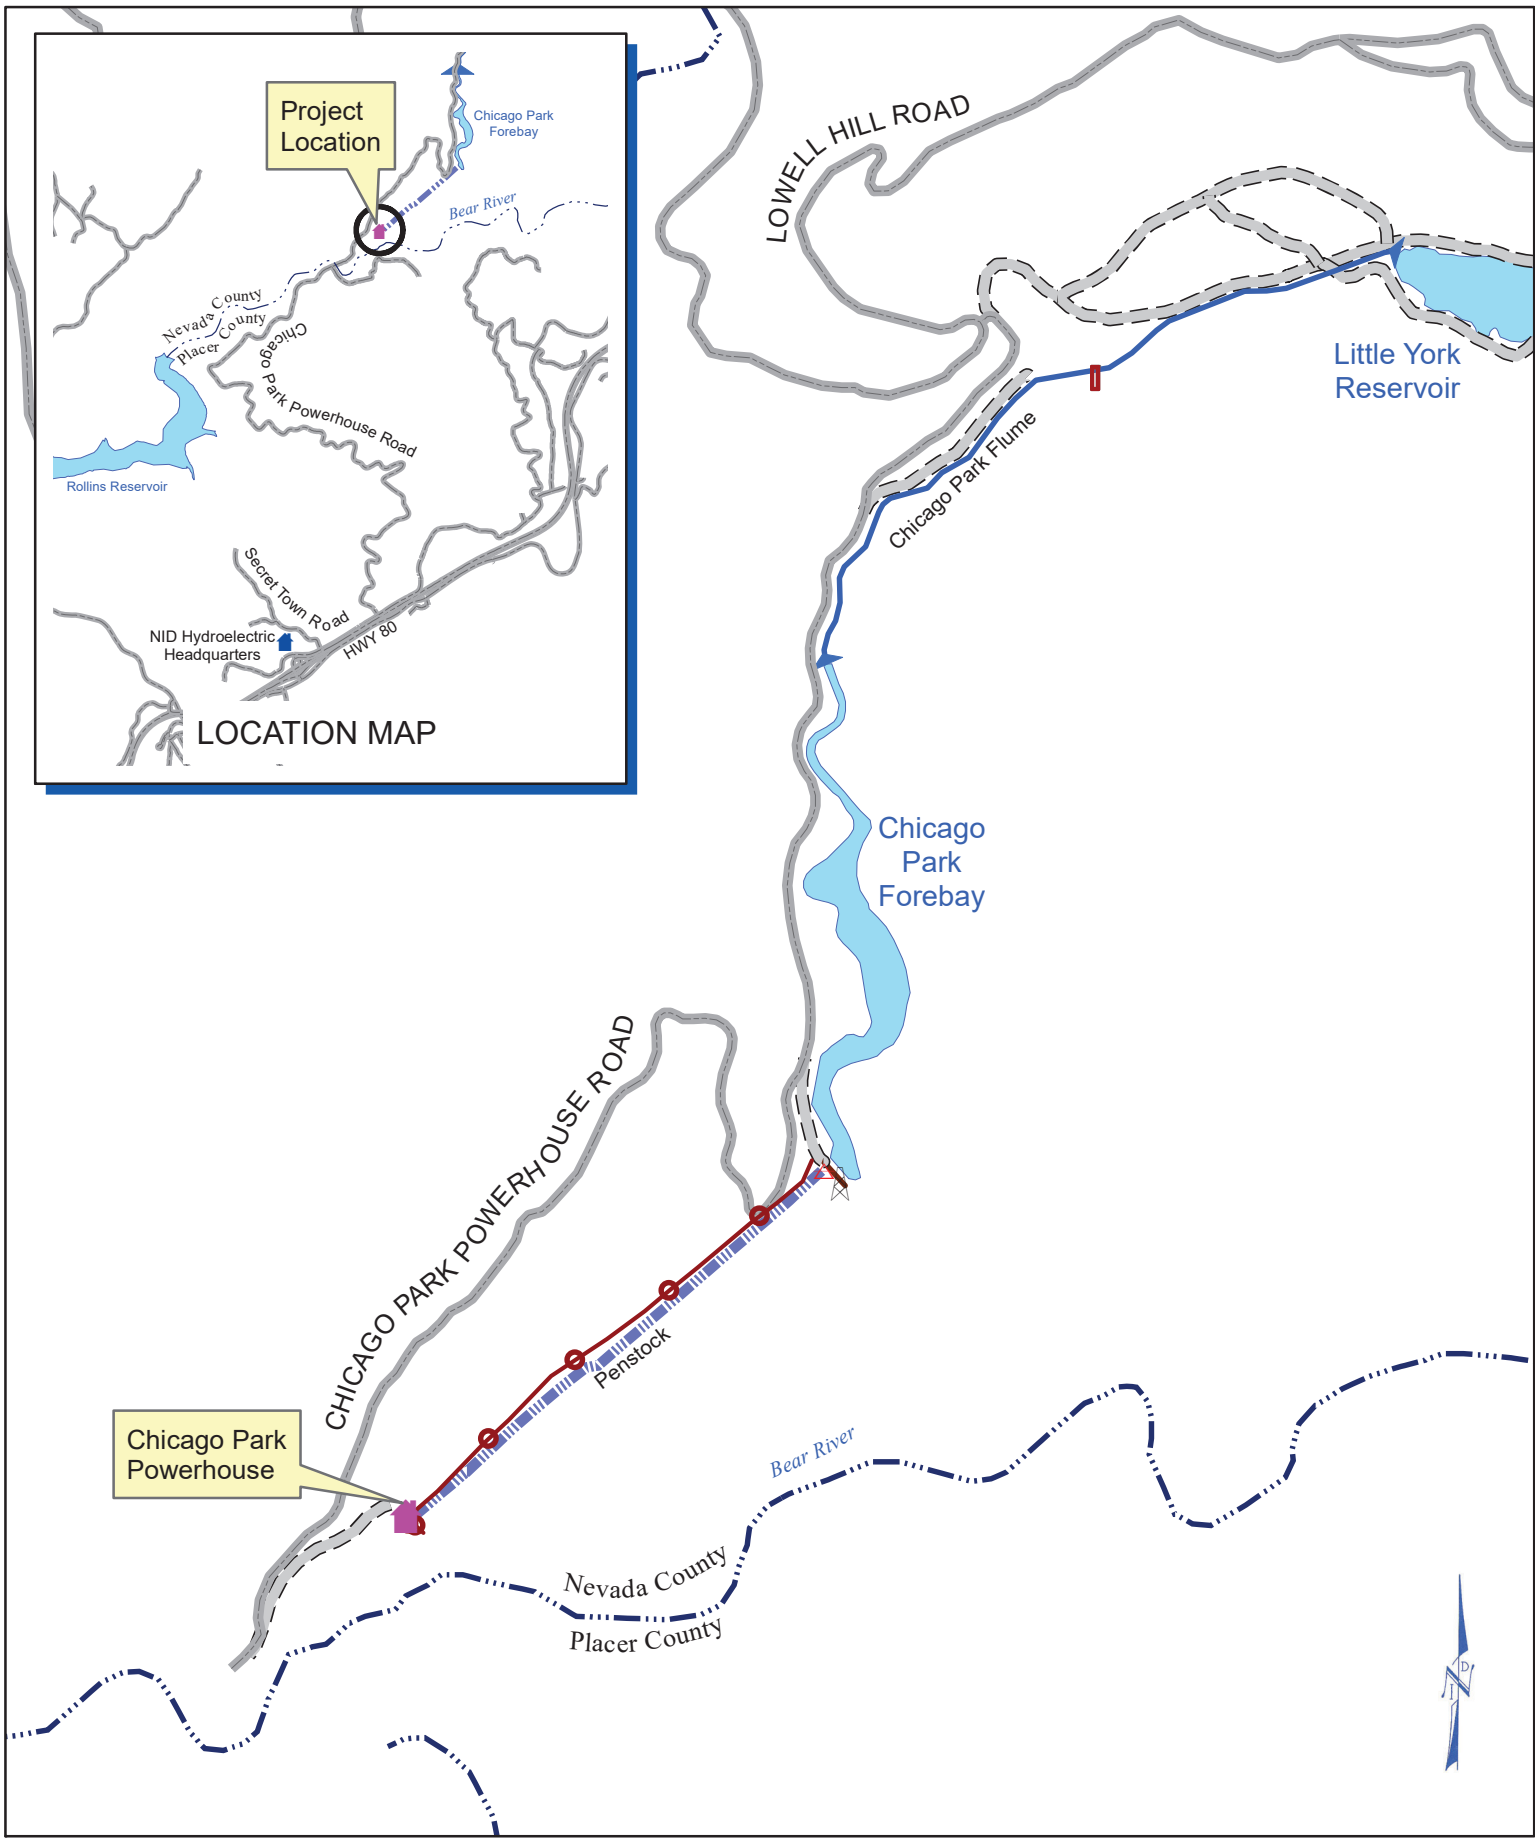 Project
Location
Chicago Park
Forebay
Bear River
Nevada County
Placer County
Chicago Park Powerhouse Road
Rollins Reservoir
Secret Town Road
NID Hydroelectric
Headquarters
HWY 80
LOCATION MAP
LOWELL HILL ROAD
Little York
Reservoir
Chicago Park Flume
Chicago
Park
Forebay
CHICAGO PARK POWERHOUSE ROAD
Penstock
Chicago Park
Powerhouse
Bear River
Nevada County
Placer County
N
I
D